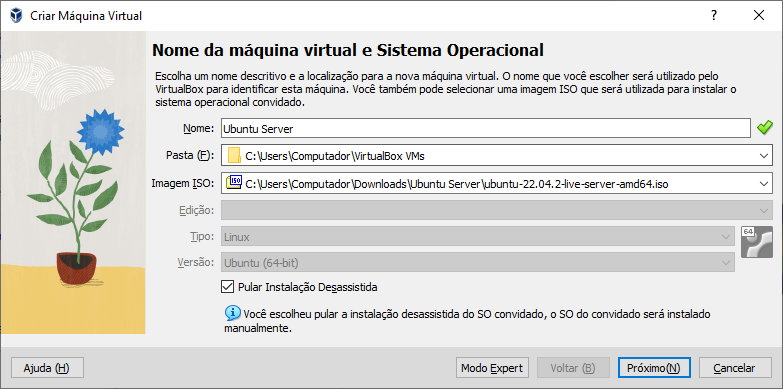 Criar Máquina Virtual
?
Nome da máquina virtual e Sistema Operacional
Escolha um nome descritivo e a localização para a nova máquina virtual. O nome que você escolher será utilizado pelo
VirtualBox para identificar esta máquina. Você também pode selecionar uma imagem ISO que será utilizada para instalar o
sistema operacional convidado.
Nome: Ubuntu Server
Pasta (F): C:\Users\Computador\VirtualBox VMs
Imagem ISO: ISO C:\Users\Computador\Downloads\Ubuntu Server\ubuntu-22.04.2-live-server-amd64.iso
Edição:
Tipo: Linux 64
Versão: Ubuntu (64-bit)
Pular Instalação Desassistida
Você escolheu pular a instalação desassistida do SO convidado, o SO do convidado será instalado
manualmente.
Ajuda (H) Modo Expert Voltar (B) Próximo(N) Cancelar